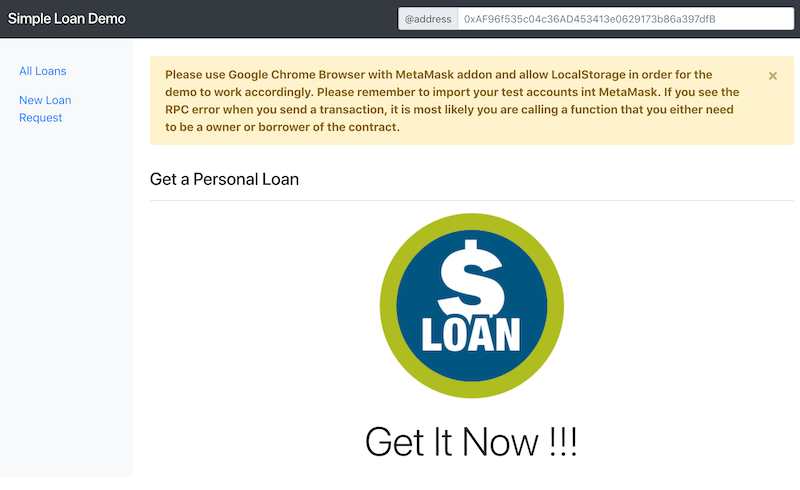 Simple Loan Demo
@address 0xAF96f535c04c36AD453413e0629173b86a397dfB
All Loans
New Loan
Request
Please use Google Chrome Browser with MetaMask addon and allow LocalStorage in order for the
demo to work accordingly. Please remember to import your test accounts int MetaMask. If you see the
RPC error when you send a transaction, it is most likely you are calling a function that you either need
to be a owner or borrower of the contract.
×
Get a Personal Loan
$
LOAN
Get It Now !!!